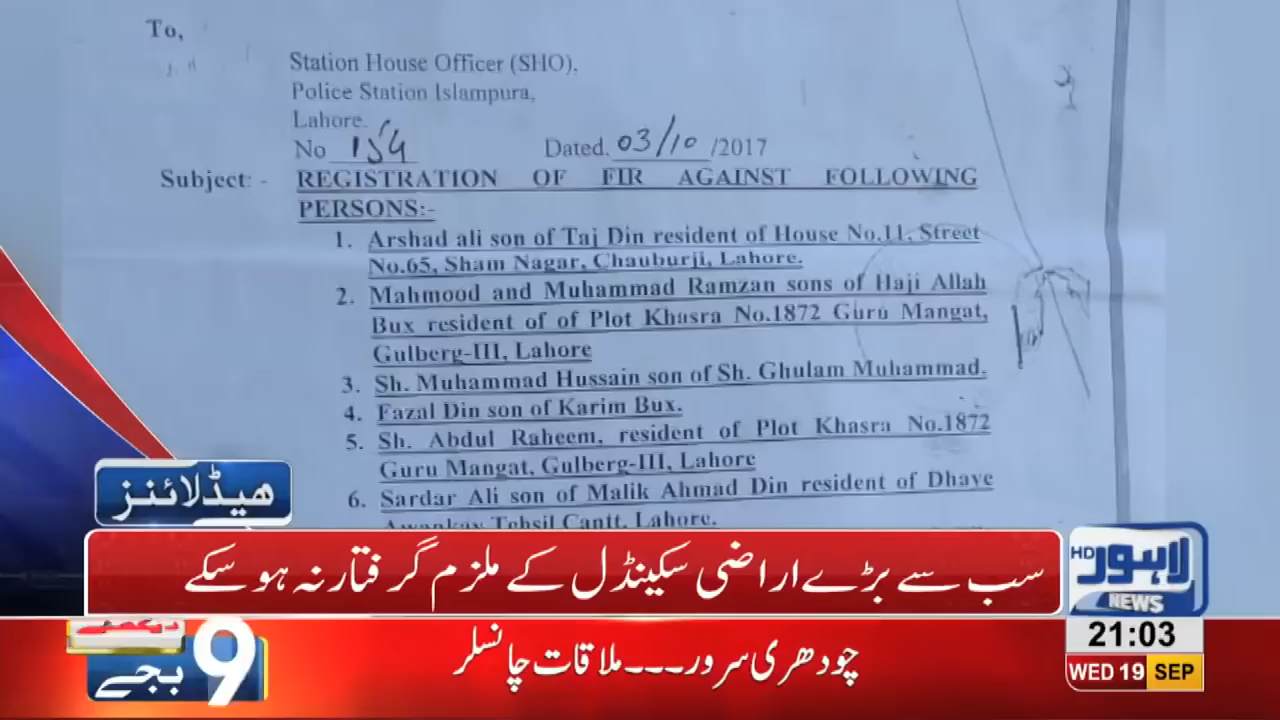 To,
Station House Officer (SHO),
Police Station Islampura,
Lahore.
No 154 Dated. 03/10 /2017
Subject: - REGISTRATION OF FIR AGAINST FOLLOWING
PERSONS:-
1. Arshad ali son of Taj Din resident of House No.11, Street
No.65, Sham Nagar, Chauburji, Lahore.
2. Mahmood and Muhammad Ramzan sons of Haji Allah
Bux resident of of Plot Khasra No.1872 Guru Mangat,
Gulberg-III, Lahore
3. Sh. Muhammad Hussain son of Sh. Ghulam Muhammad.
4. Fazal Din son of Karim Bux.
5. Sh. Abdul Raheem, resident of Plot Khasra No.1872
Guru Mangat, Gulberg-III, Lahore
6. Sardar Ali son of Malik Ahmad Din resident of Dhaye
Awankay Tehsil Cantt, Lahore.
ہیڈلائنز
سب سے بڑے اراضی سکینڈل کے ملزم گرفتار نہ ہو سکے
HD لاہور
NEWS
دیکھئے
9 بجے
چودھری سرور۔۔۔ملاقات چانسلر
21:03
WED 19 SEP